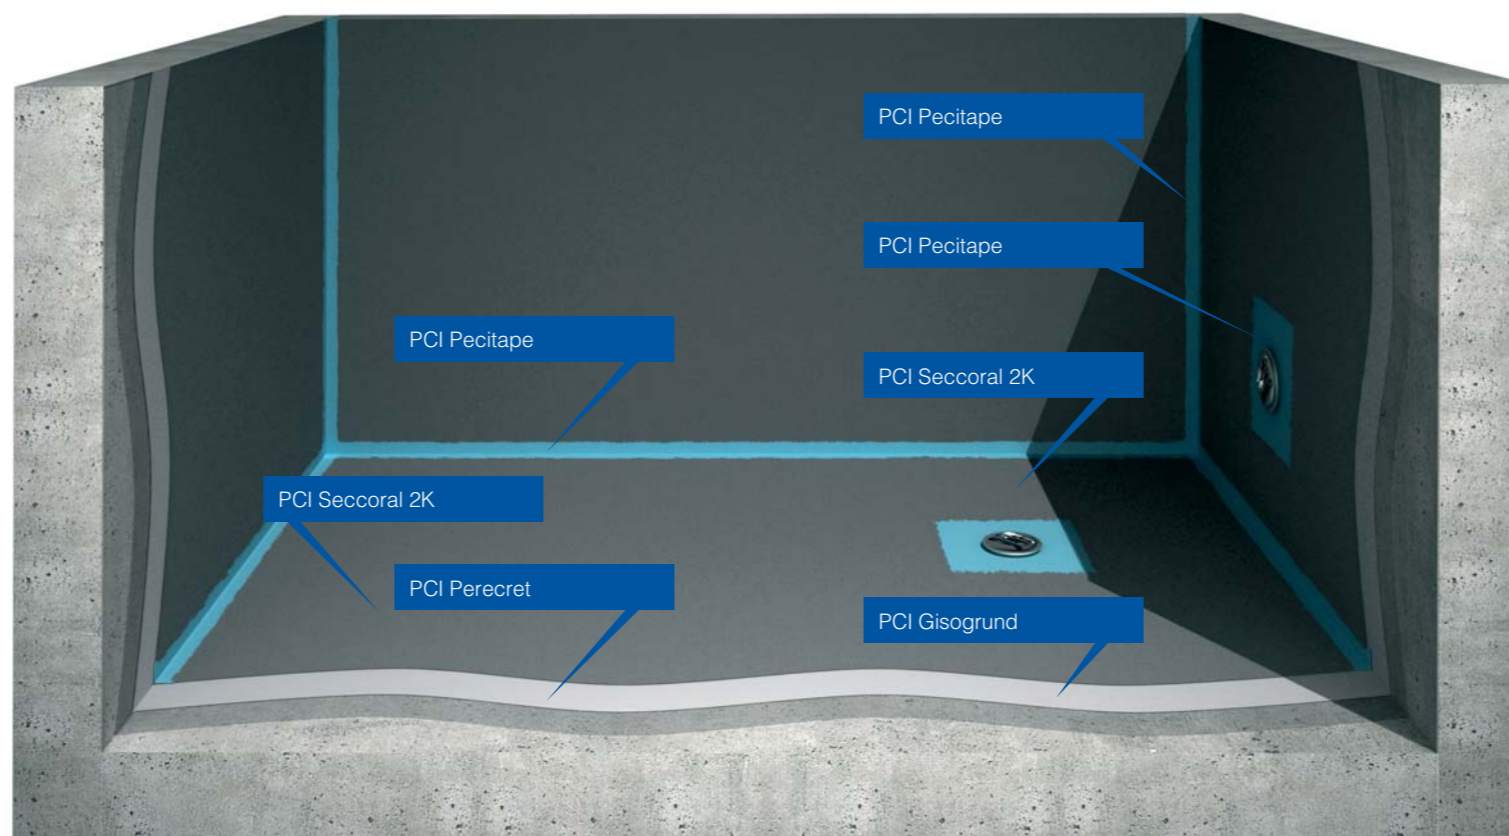 PCI Pecitape
PCI Pecitape
PCI Pecitape
PCI Seccoral 2K
PCI Seccoral 2K
PCI Perecret
PCI Gisogrund